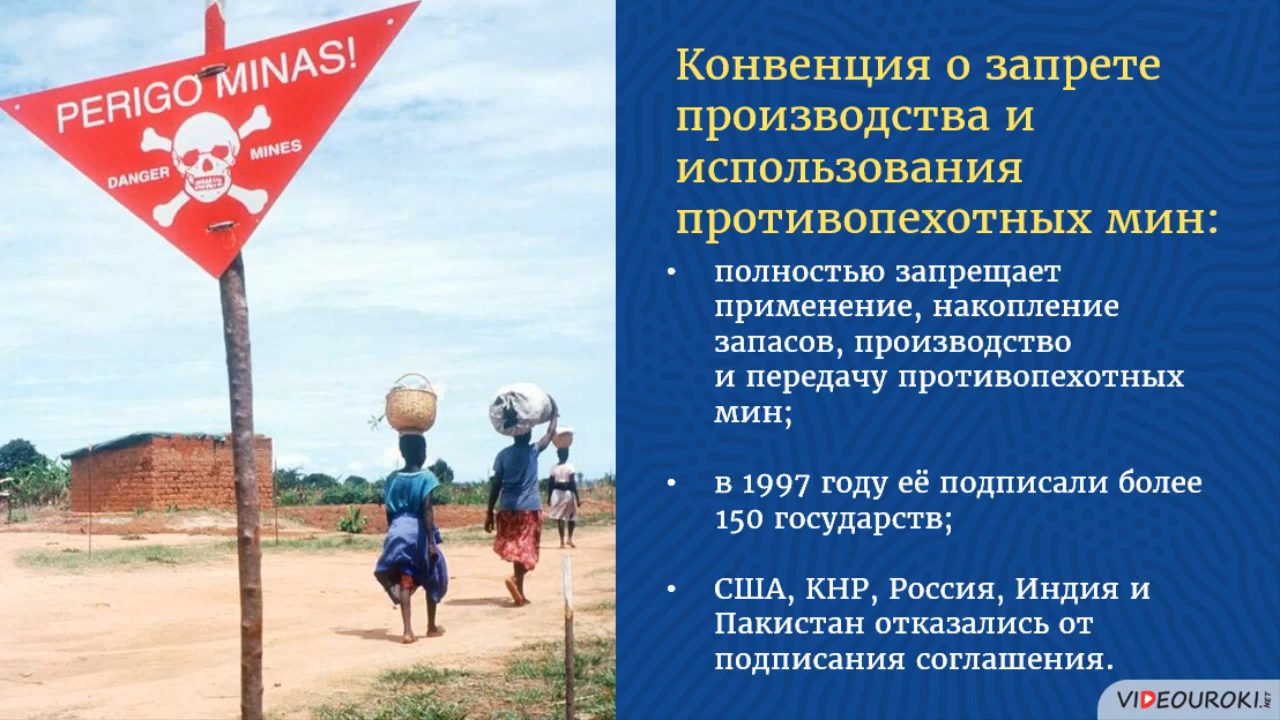 PERIGO MINAS!
DANGER MINES
Конвенция о запрете
производства и
использования
противопехотных мин:
• полностью запрещает
применение, накопление
запасов, производство
и передачу противопехотных
мин;
• в 1997 году её подписали более
150 государств;
• США, КНР, Россия, Индия и
Пакистан отказались от
подписания соглашения.
VIDEOUROKI.NET